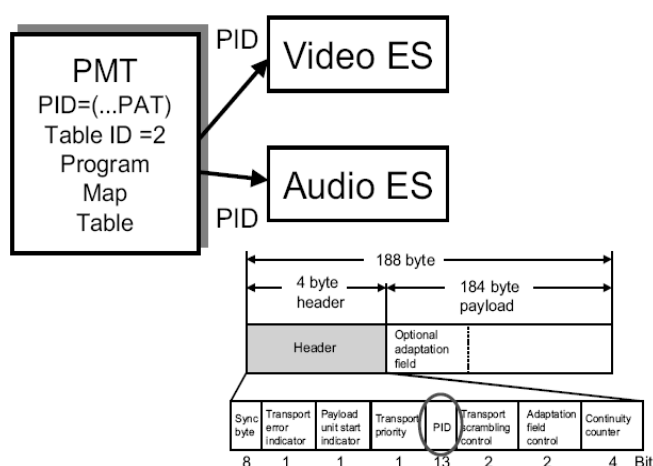 PMT
PID=(...PAT)
Table ID =2
Program
Map
Table
PID
Video ES
Audio ES
PID
188 byte
4 byte
header
184 byte
payload
Header
Optional
adaptation
field
Sync
byte
Transport
error
indicator
Payload
unit start
indicator
Transport
priority
PID
Transport
scrambling
control
Adaptation
field
control
Continuity
counter
8 1 1 1 13 2 2 4 Bit